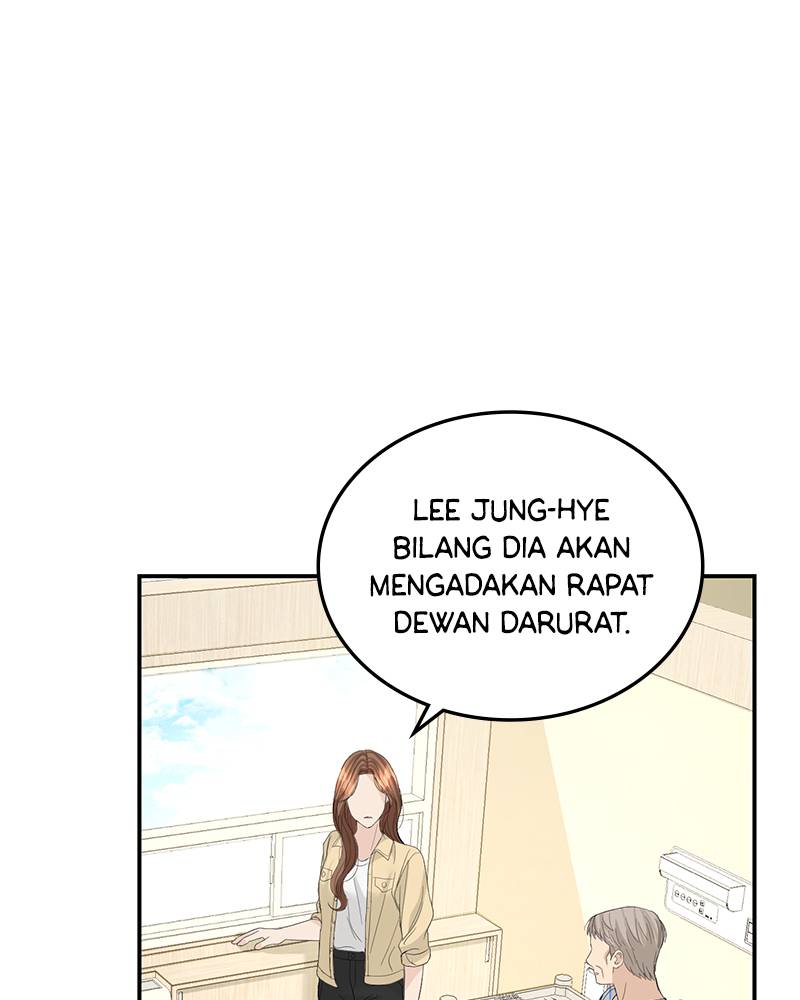 LEE JUNG-HYE
BILANG DIA AKAN
MENGADAKAN RAPAT
DEWAN DARURAT.